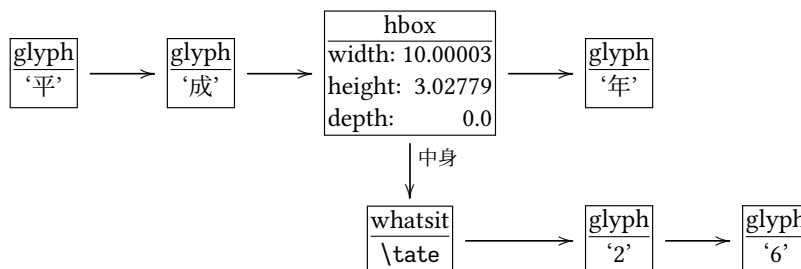 glyph
‘平’
glyph
‘成’
hbox
width: 10.00003
height: 3.02779
depth: 0.0
glyph
‘年’
中身
whatsit
\tate
glyph
‘2’
glyph
‘6’